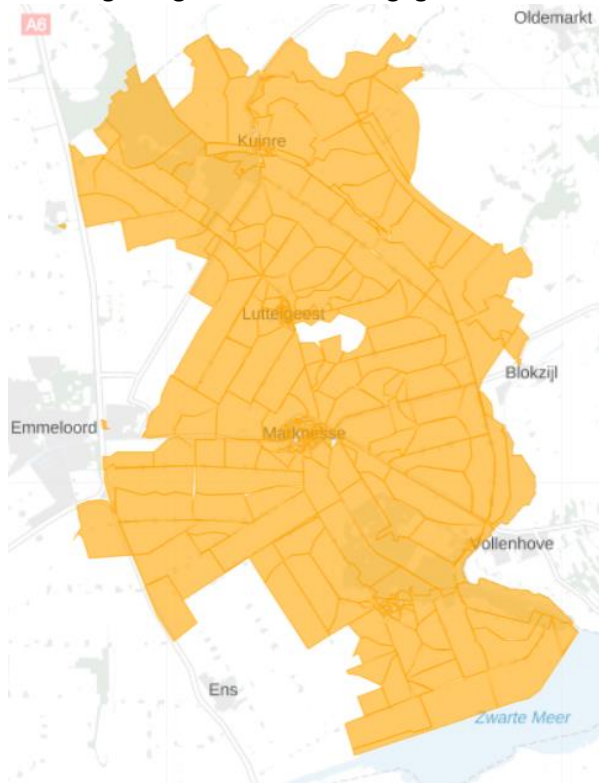 A6
Oldemarkt
Kuinre
Luttelgeest
Blokzijl
Emmeloord
Marknesse
Vollenhove
Ens
Zwarte Meer